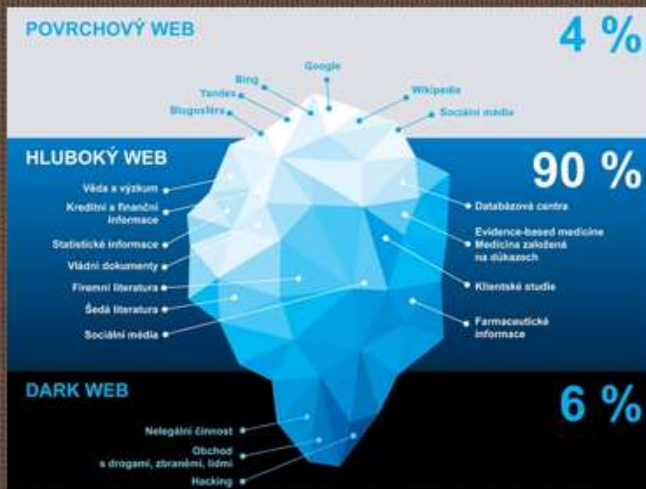 POVRCHOVÝ WEB
4 %
Google
Bing
Yandex
Wikipedia
Blogosféra
Sociální média
HLUBOKÝ WEB
90 %
Věda a výzkum
Kreditní a finanční
informace
Statistické informace
Vládní dokumenty
Firemní literatura
Šedá literatura
Sociální média
Databázová centra
Evidence-based medicine
Medicína založená
na důkazech
Klientské studie
Farmaceutické
informace
DARK WEB
6 %
Nelegální činnost
Obchod
s drogami, zbraněmi, lidmi
Hacking